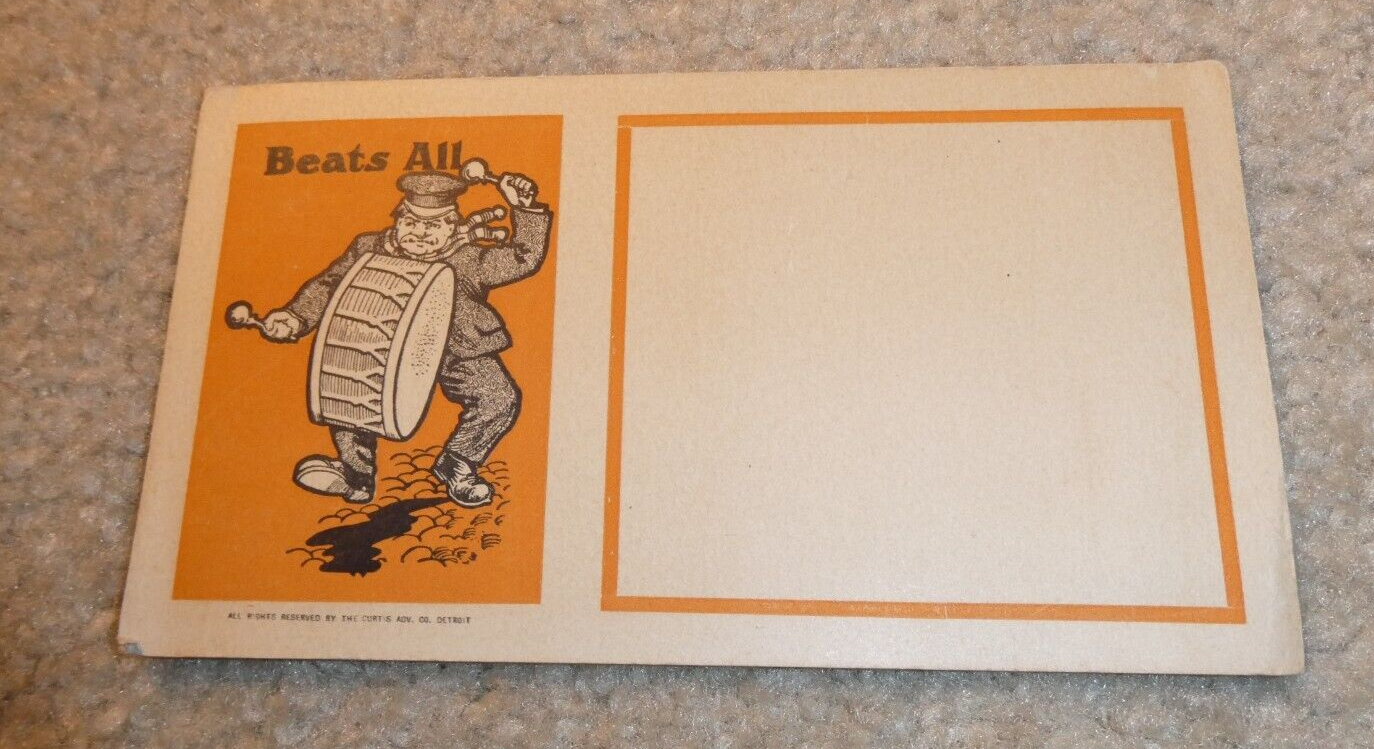 Beats All
ALL RIGHTS RESERVED BY THE CURTIS ADV. CO. DETROIT